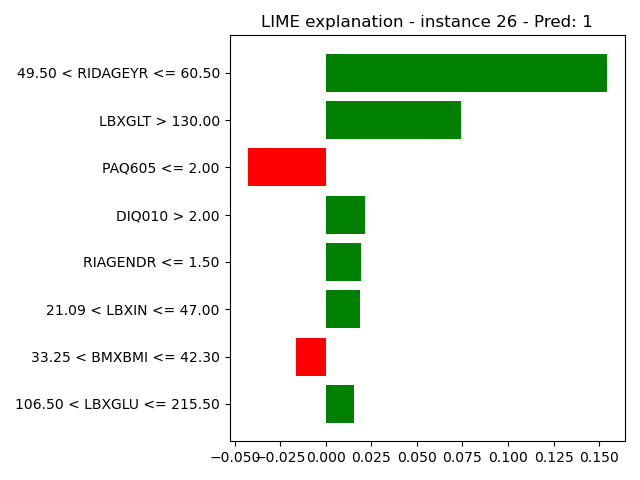 LIME explanation - instance 26 - Pred: 1
49.50 < RIDAGEYR <= 60.50
LBXGLT > 130.00
PAQ605 <= 2.00
DIQ010 > 2.00
RIAGENDR <= 1.50
21.09 < LBXIN <= 47.00
33.25 < BMXBMI <= 42.30
106.50 < LBXGLU <= 215.50
−0.050 −0.025 0.000 0.025 0.050 0.075 0.100 0.125 0.150